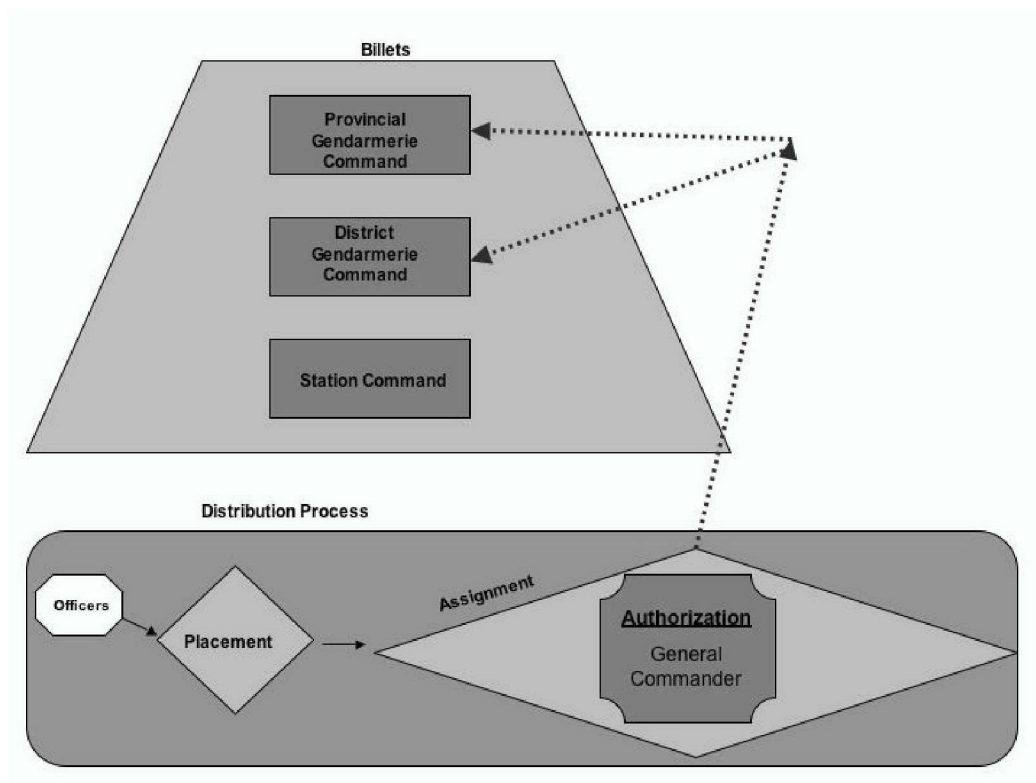 Billets
Provincial
Gendarmerie
Command
District
Gendarmerie
Command
Station Command
Distribution Process
Officers
Placement
Assignment
Authorization
General
Commander